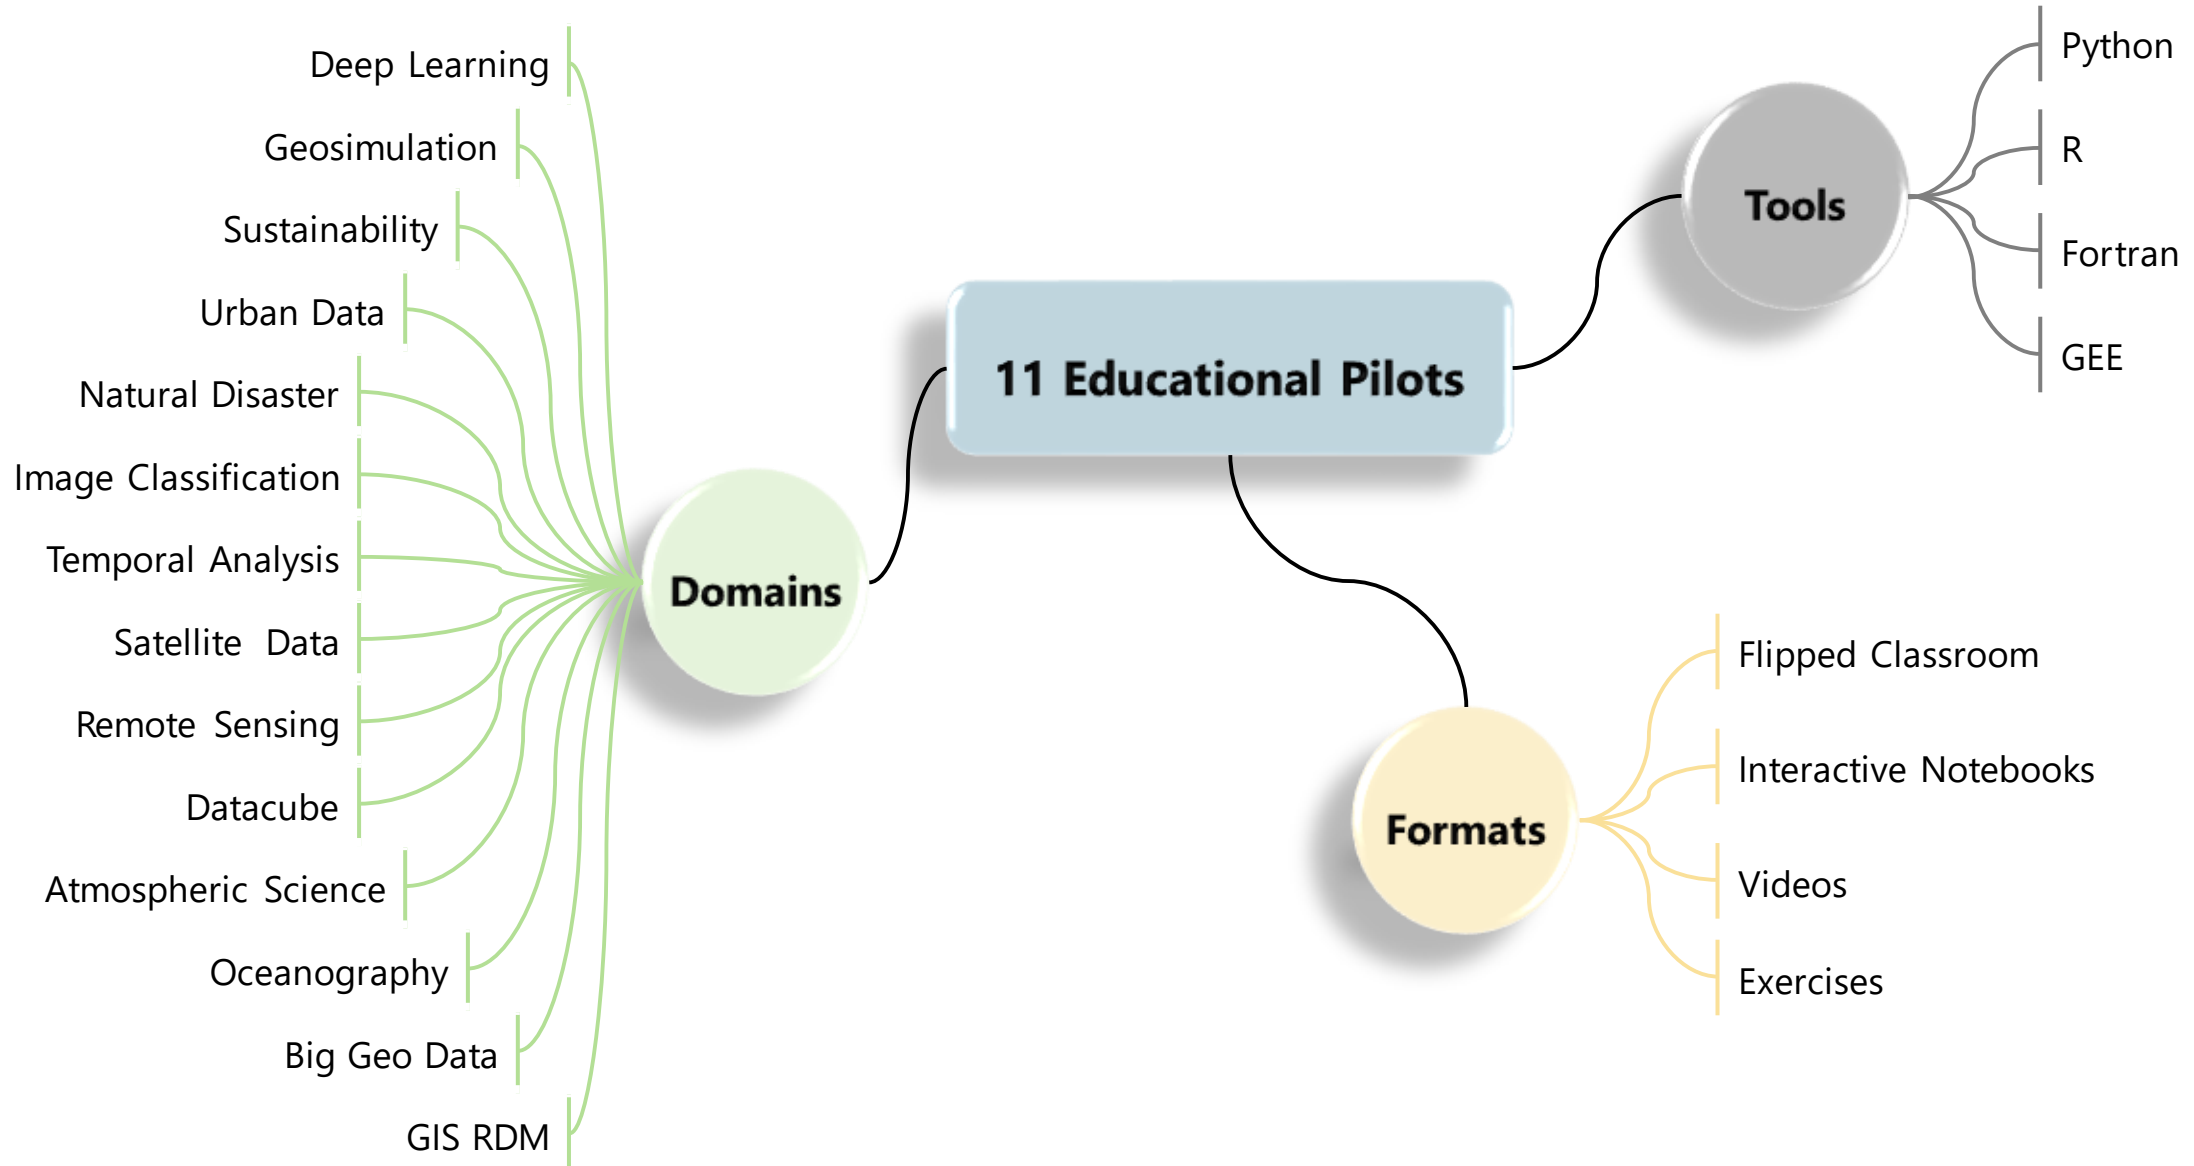 Deep Learning
Geosimulation
Sustainability
Urban Data
Natural Disaster
Image Classification
Temporal Analysis
Satellite Data
Remote Sensing
Datacube
Atmospheric Science
Oceanography
Big Geo Data
GIS RDM
Domains
11 Educational Pilots
Tools
Python
R
Fortran
GEE
Formats
Flipped Classroom
Interactive Notebooks
Videos
Exercises